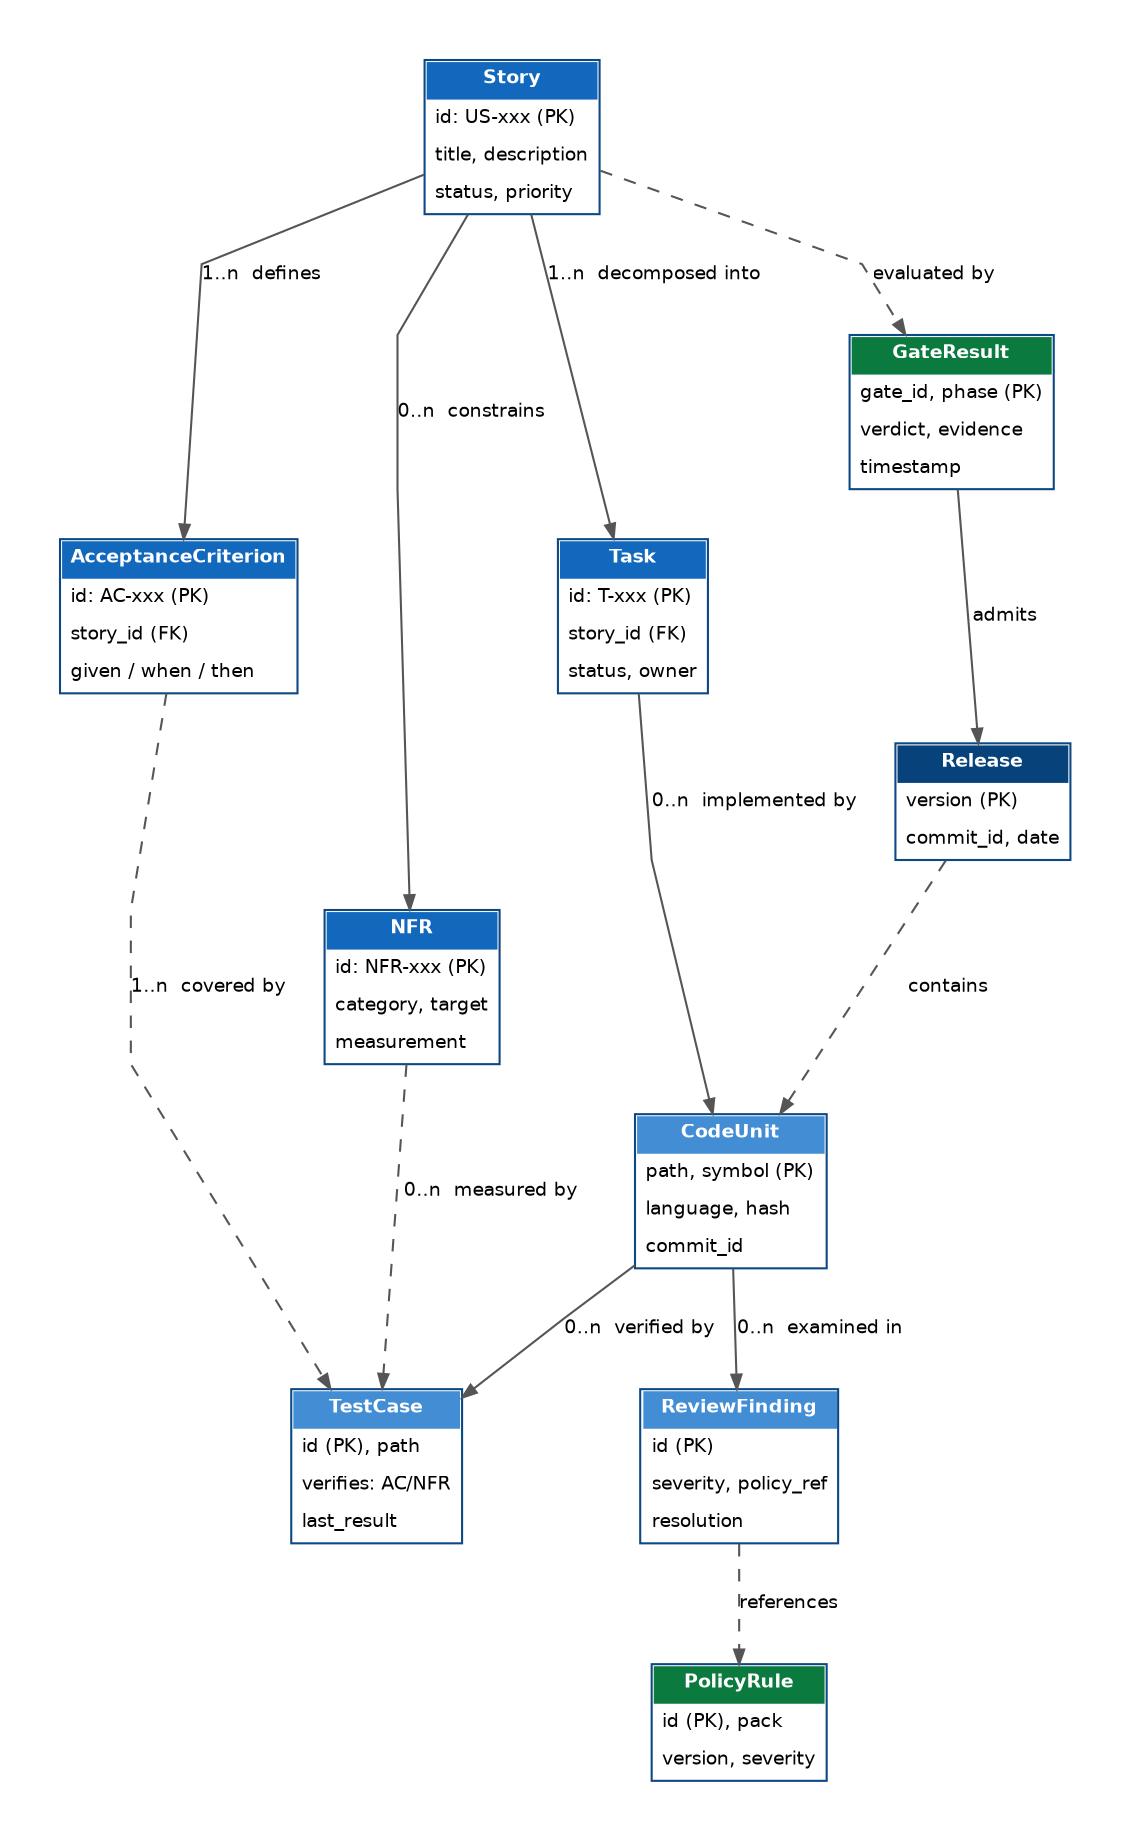 Story
id: US-xxx (PK)
title, description
status, priority
1..n  defines
1..n  decomposed into
evaluated by
GateResult
gate_id, phase (PK)
verdict, evidence
timestamp
0..n  constrains
AcceptanceCriterion
id: AC-xxx (PK)
story_id (FK)
given / when / then
Task
id: T-xxx (PK)
story_id (FK)
status, owner
admits
Release
version (PK)
commit_id, date
0..n  implemented by
NFR
id: NFR-xxx (PK)
category, target
measurement
1..n  covered by
contains
CodeUnit
path, symbol (PK)
language, hash
commit_id
0..n  measured by
0..n  verified by
0..n  examined in
TestCase
id (PK), path
verifies: AC/NFR
last_result
ReviewFinding
id (PK)
severity, policy_ref
resolution
references
PolicyRule
id (PK), pack
version, severity